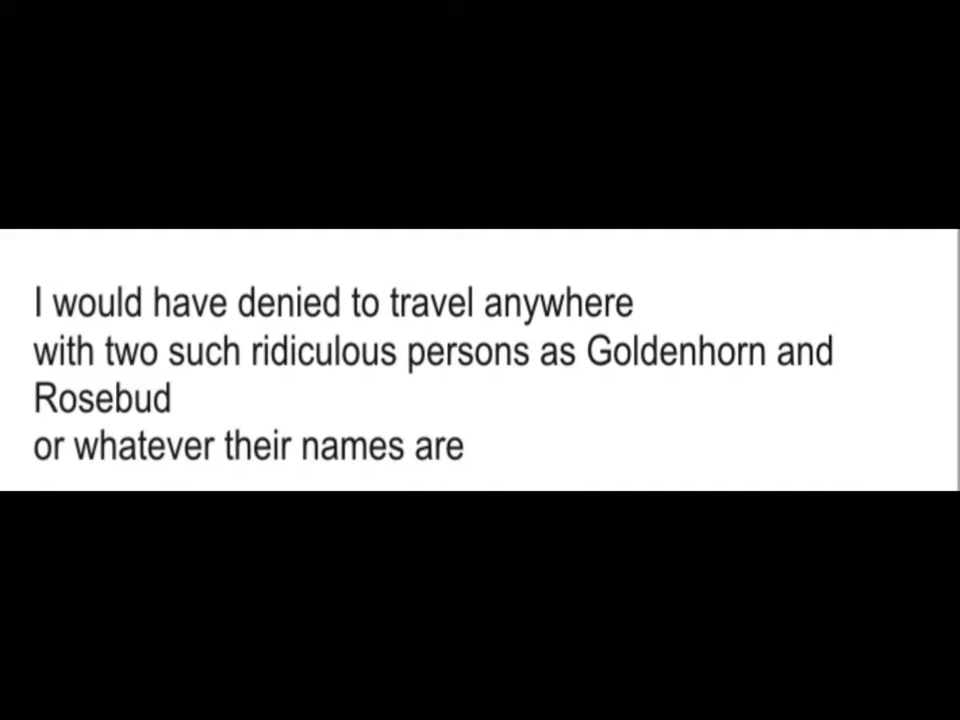 I would have denied to travel anywhere
with two such ridiculous persons as Goldenhorn and
Rosebud
or whatever their names are